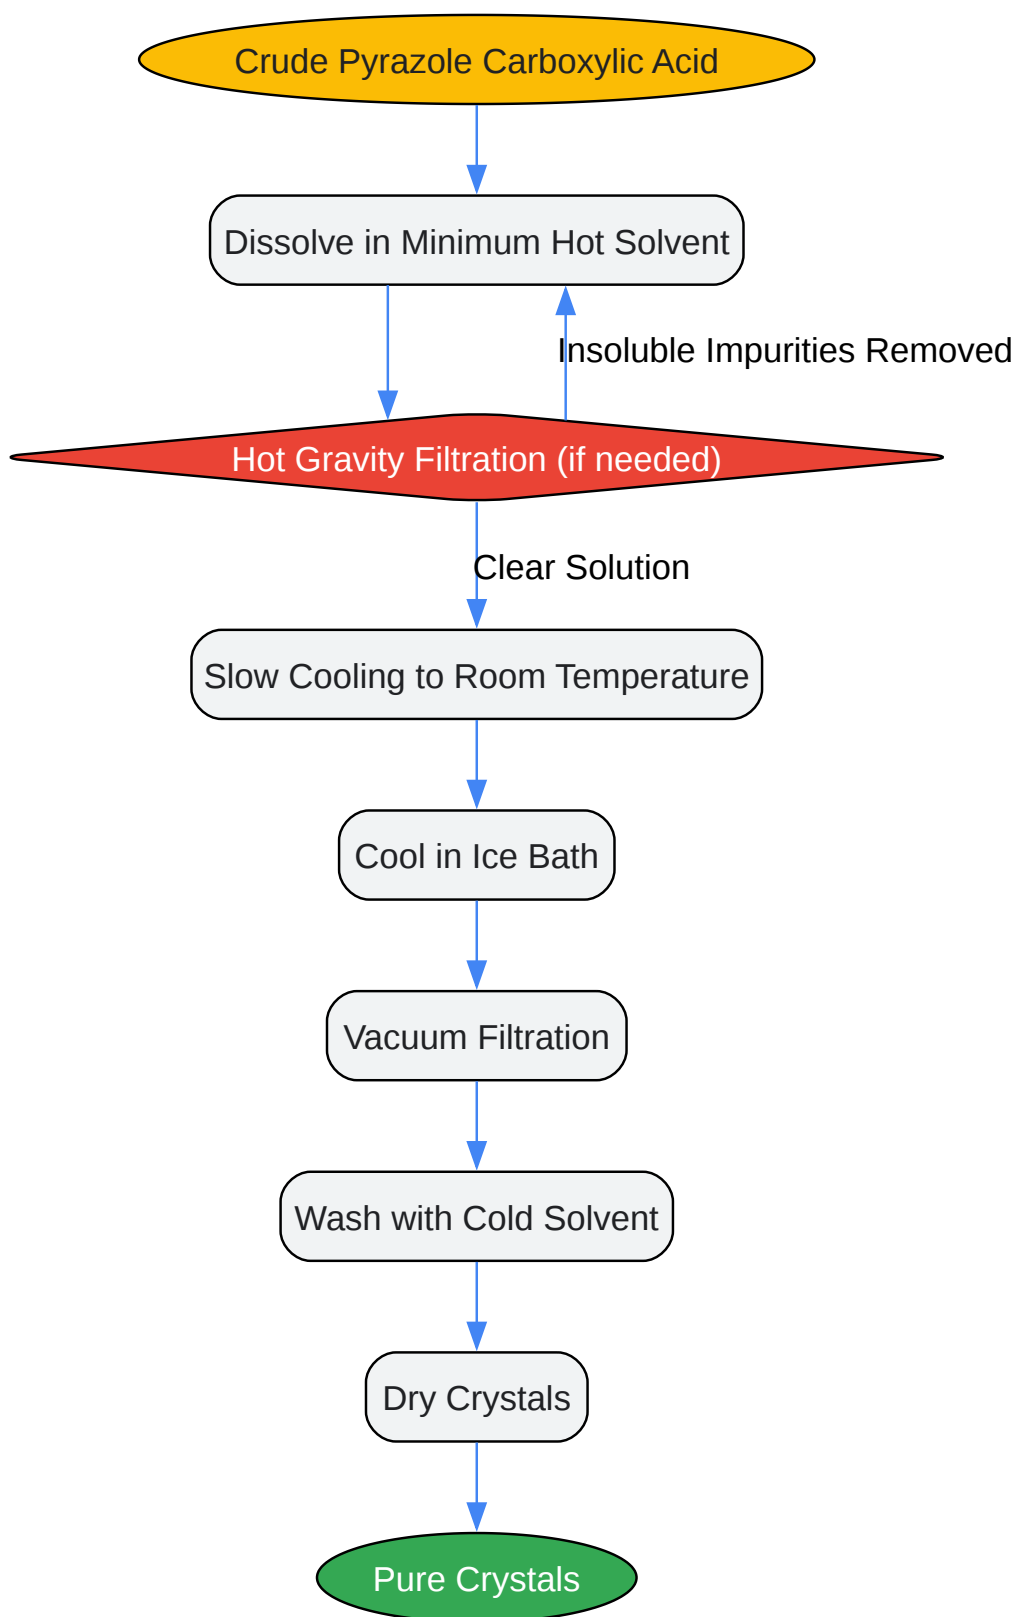 Crude Pyrazole Carboxylic Acid
Dissolve in Minimum Hot Solvent
Insoluble Impurities Removed
Hot Gravity Filtration (if needed)
Clear Solution
Slow Cooling to Room Temperature
Cool in Ice Bath
Vacuum Filtration
Wash with Cold Solvent
Dry Crystals
Pure Crystals